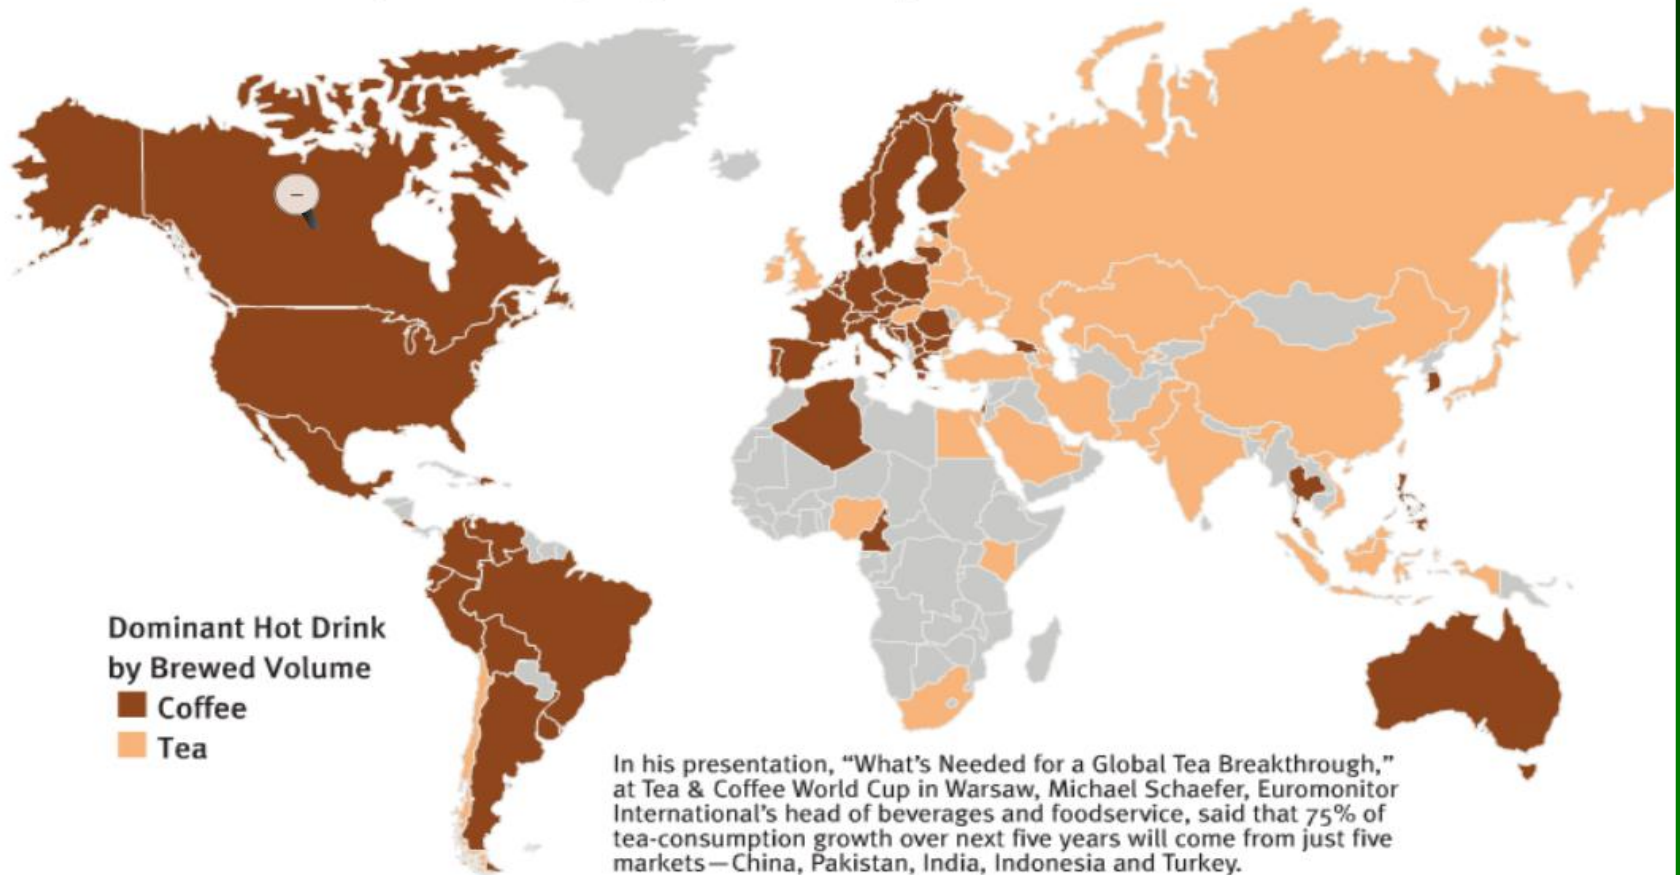 Dominant Hot Drink
by Brewed Volume
Coffee
Tea
In his presentation, “What’s Needed for a Global Tea Breakthrough,”
at Tea & Coffee World Cup in Warsaw, Michael Schaefer, Euromonitor
International’s head of beverages and foodservice, said that 75% of
tea-consumption growth over next five years will come from just five
markets—China, Pakistan, India, Indonesia and Turkey.